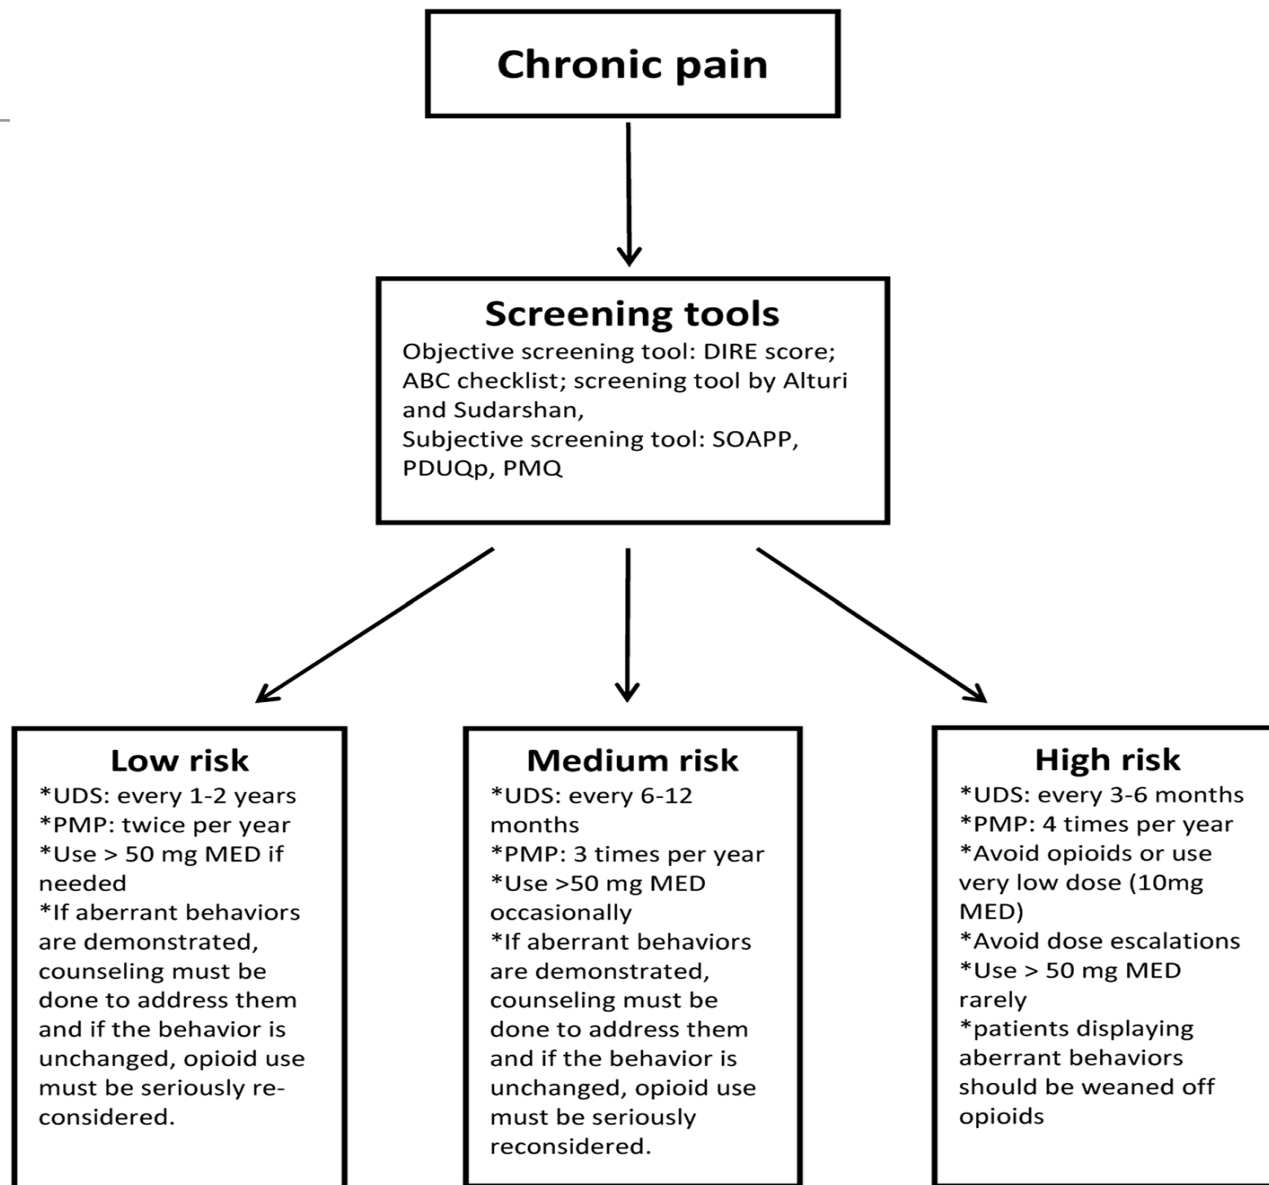 Chronic pain
Screening tools
Objective screening tool: DIRE score;
ABC checklist; screening tool by Alturi
and Sudarshan,
Subjective screening tool: SOAPP,
PDUQp, PMQ
Low risk
*UDS: every 1-2 years
*PMP: twice per year
*Use > 50 mg MED if
needed
*If aberrant behaviors
are demonstrated,
counseling must be
done to address them
and if the behavior is
unchanged, opioid use
must be seriously re-
considered.
Medium risk
*UDS: every 6-12
months
*PMP: 3 times per year
*Use >50 mg MED
occasionally
*If aberrant behaviors
are demonstrated,
counseling must be
done to address them
and if the behavior is
unchanged, opioid use
must be seriously
reconsidered.
High risk
*UDS: every 3-6 months
*PMP: 4 times per year
*Avoid opioids or use
very low dose (10mg
MED)
*Avoid dose escalations
*Use > 50 mg MED
rarely
*patients displaying
aberrant behaviors
should be weaned off
opioids